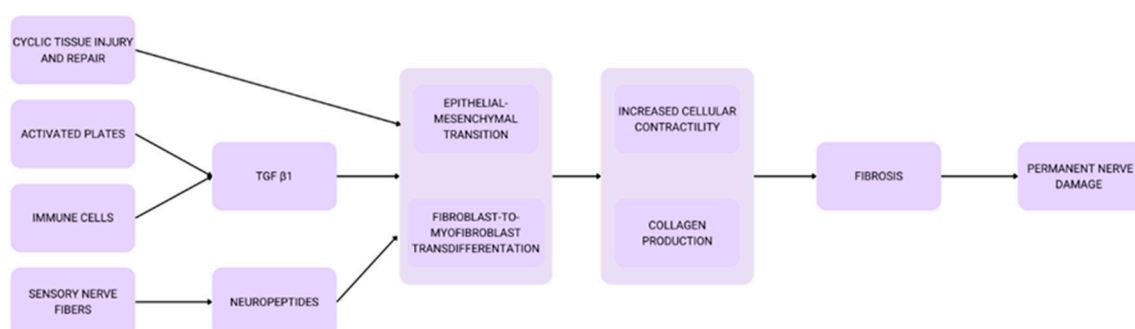 CYCLIC TISSUE INJURY
AND REPAIR
ACTIVATED PLATES
IMMUNE CELLS
SENSORY NERVE
FIBERS
TGF β1
NEUROPEPTIDES
EPITHELIAL-
MESENCHYMAL
TRANSITION
FIBROBLAST-TO-
MYOFIBROBLAST
TRANSDIFFERENTATION
INCREASED CELLULAR
CONTRACTILITY
COLLAGEN
PRODUCTION
FIBROSIS
PERMANENT NERVE
DAMAGE